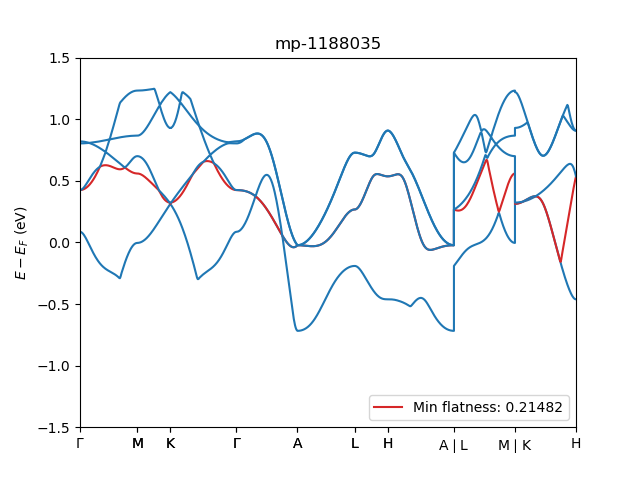 mp-1188035
1.5
1.0
0.5
0.0
−0.5
−1.0
−1.5
E − E_F (eV)
Min flatness: 0.21482
Γ M K Γ A L H A | L M | K H